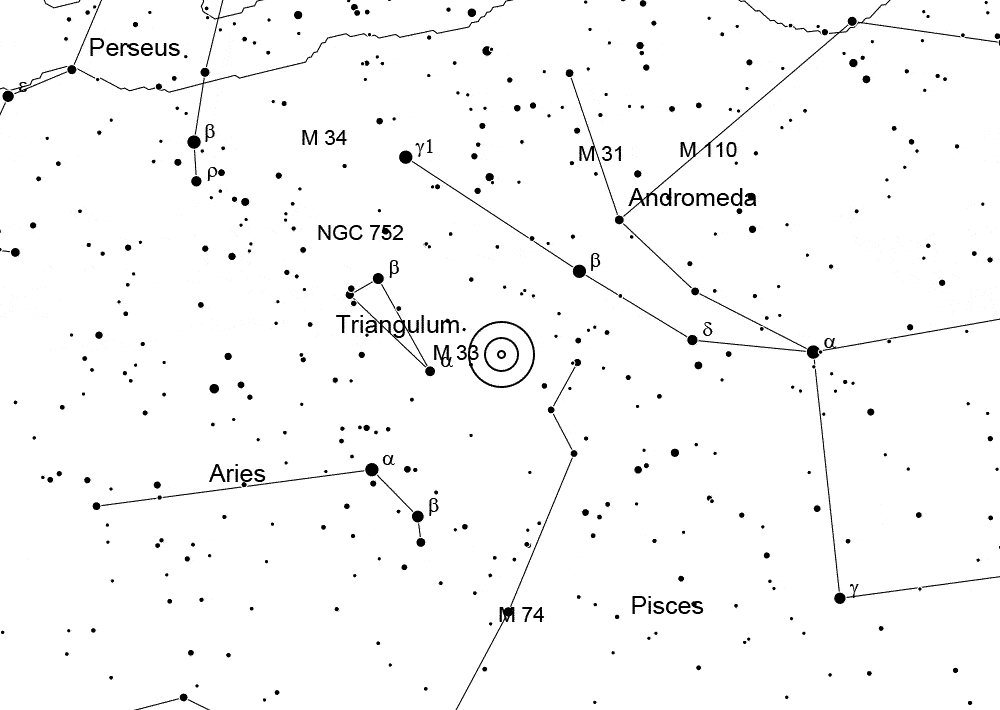 Perseus
ε
β
ρ
M 34
γ1
M 31
M 110
Andromeda
NGC 752
β
β
Triangulum
M 33
α
δ
α
Aries
α
β
γ
M 74
Pisces